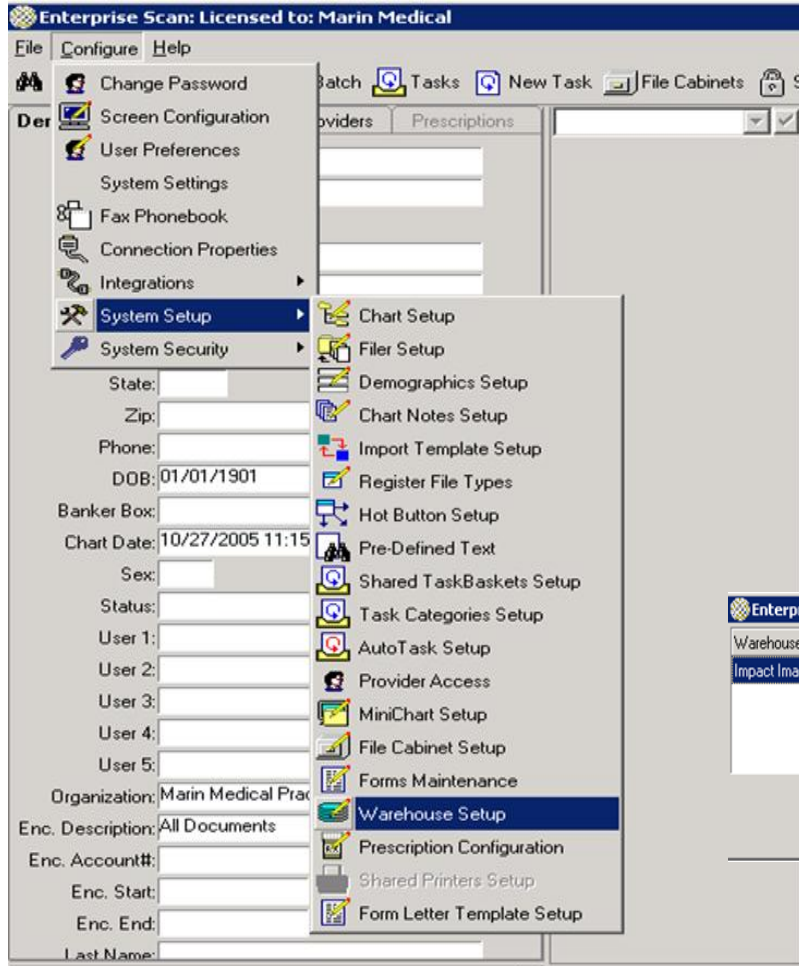 Enterprise Scan: Licensed to: Marin Medical
File Configure Help
Batch Tasks New Task File Cabinets S
Change Password
Screen Configuration
User Preferences
System Settings
Fax Phonebook
Connection Properties
Integrations
System Setup
System Security
Der
oviders Prescriptions
Chart Setup
Filer Setup
Demographics Setup
Chart Notes Setup
Import Template Setup
Register File Types
Hot Button Setup
Pre-Defined Text
Shared TaskBaskets Setup
Task Categories Setup
AutoTask Setup
Provider Access
MiniChart Setup
File Cabinet Setup
Forms Maintenance
Warehouse Setup
Prescription Configuration
Shared Printers Setup
Form Letter Template Setup
State:
Zip:
Phone:
DOB: 01/01/1901
Banker Box:
Chart Date: 10/27/2005 11:15
Sex:
Status:
User 1:
User 2:
User 3:
User 4:
User 5:
Organization: Marin Medical Prac
Enc. Description: All Documents
Enc. Account#:
Enc. Start:
Enc. End:
Last Name:
Enterpr
Warehouse
Impact Ima